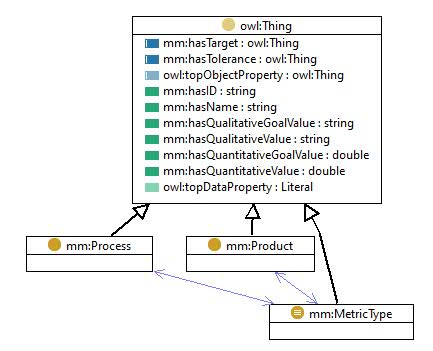 owl:Thing
mm:hasTarget : owl:Thing
mm:hasTolerance : owl:Thing
owl:topObjectProperty : owl:Thing
mm:hasID : string
mm:hasName : string
mm:hasQualitativeGoalValue : string
mm:hasQualitativeValue : string
mm:hasQuantitativeGoalValue : double
mm:hasQuantitativeValue : double
owl:topDataProperty : Literal
mm:Process
mm:Product
mm:MetricType